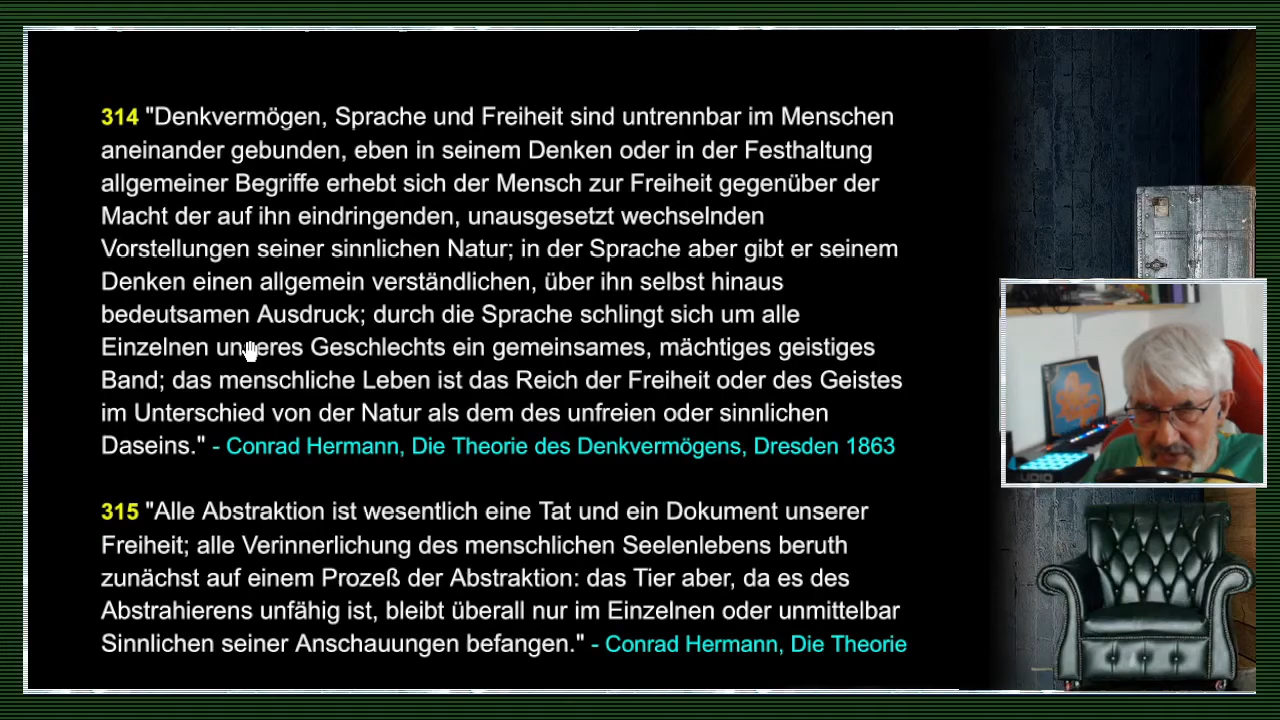 314 "Denkvermögen, Sprache und Freiheit sind untrennbar im Menschen
aneinander gebunden, eben in seinem Denken oder in der Festhaltung
allgemeiner Begriffe erhebt sich der Mensch zur Freiheit gegenüber der
Macht der auf ihn eindringenden, unausgesetzt wechselnden
Vorstellungen seiner sinnlichen Natur; in der Sprache aber gibt er seinem
Denken einen allgemein verständlichen, über ihn selbst hinaus
bedeutsamen Ausdruck; durch die Sprache schlingt sich um alle
Einzelnen unseres Geschlechts ein gemeinsames, mächtiges geistiges
Band; das menschliche Leben ist das Reich der Freiheit oder des Geistes
im Unterschied von der Natur als dem des unfreien oder sinnlichen
Daseins." - Conrad Hermann, Die Theorie des Denkvermögens, Dresden 1863
315 "Alle Abstraktion ist wesentlich eine Tat und ein Dokument unserer
Freiheit; alle Verinnerlichung des menschlichen Seelenlebens beruth
zunächst auf einem Prozeß der Abstraktion: das Tier aber, da es des
Abstrahierens unfähig ist, bleibt überall nur im Einzelnen oder unmittelbar
Sinnlichen seiner Anschauungen befangen." - Conrad Hermann, Die Theorie